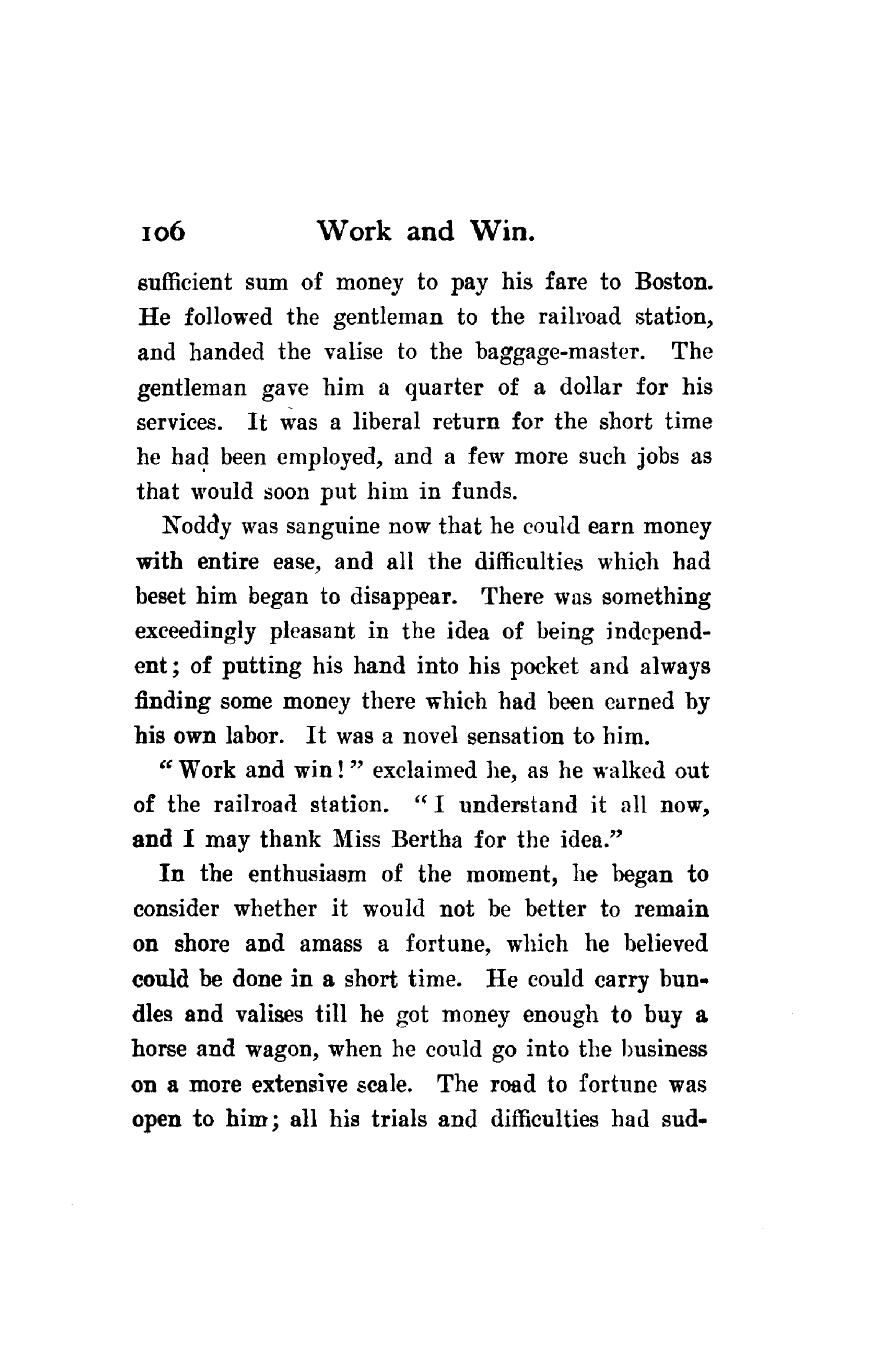 106 Work and Win.
sufficient sum of money to pay his fare to Boston.
He followed the gentleman to the railroad station,
and handed the valise to the baggage-master. The
gentleman gave him a quarter of a dollar for his
services. It was a liberal return for the short time
he had been employed, and a few more such jobs as
that would soon put him in funds.
Noddy was sanguine now that he could earn money
with entire ease, and all the difficulties which had
beset him began to disappear. There was something
exceedingly pleasant in the idea of being independ-
ent; of putting his hand into his pocket and always
finding some money there which had been earned by
his own labor. It was a novel sensation to him.
“Work and win!” exclaimed he, as he walked out
of the railroad station. “I understand it all now,
and I may thank Miss Bertha for the idea.”
In the enthusiasm of the moment, he began to
consider whether it would not be better to remain
on shore and amass a fortune, which he believed
could be done in a short time. He could carry bun-
dles and valises till he got money enough to buy a
horse and wagon, when he could go into the business
on a more extensive scale. The road to fortune was
open to him; all his trials and difficulties had sud-